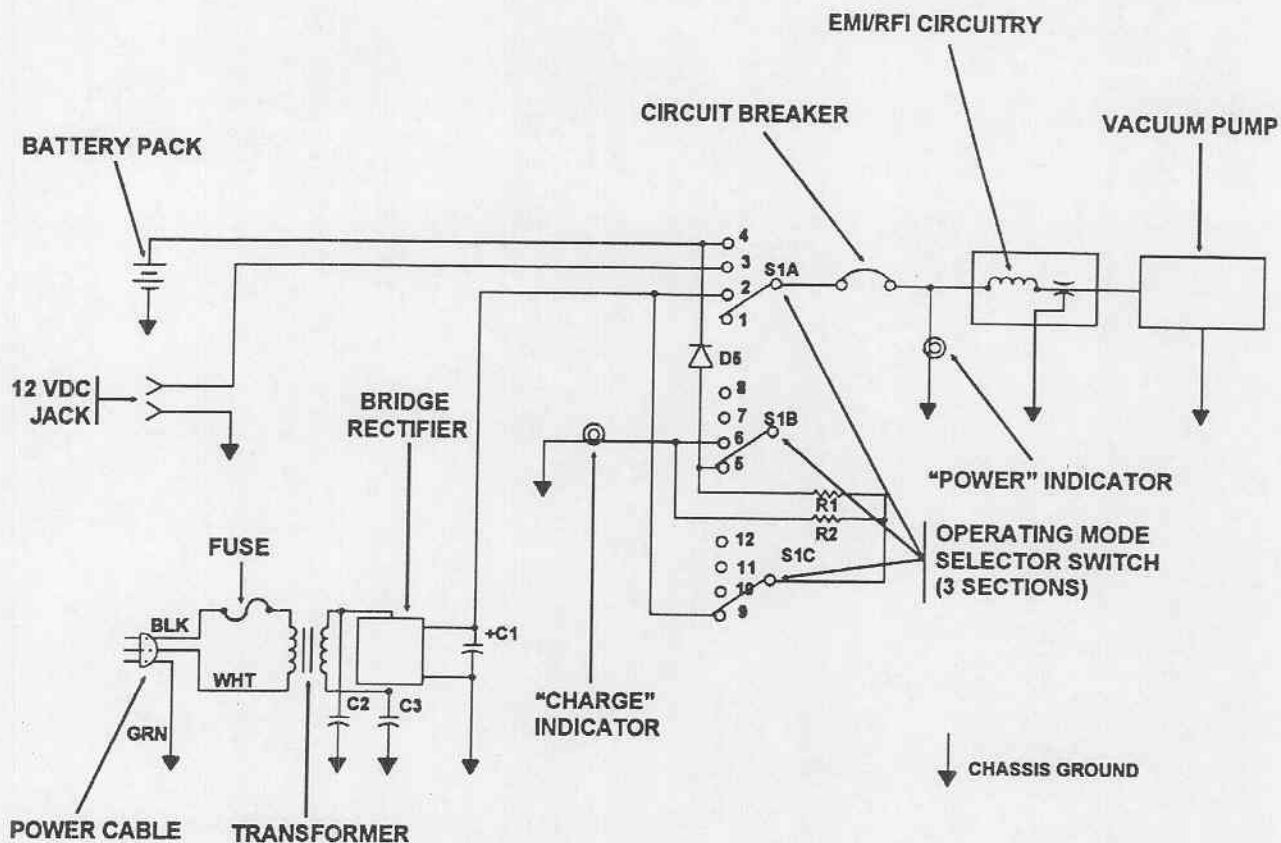 EMI/RFI CIRCUITRY
CIRCUIT BREAKER
VACUUM PUMP
BATTERY PACK
4
3
S1A
2
1
D5
12 VDC
JACK
BRIDGE
RECTIFIER
8
7
S1B
6
5
"POWER" INDICATOR
R1
R2
OPERATING MODE
SELECTOR SWITCH
(3 SECTIONS)
12
11
S1C
10
9
FUSE
BLK
+C1
WHT
C2
C3
"CHARGE"
INDICATOR
GRN
CHASSIS GROUND
POWER CABLE
TRANSFORMER